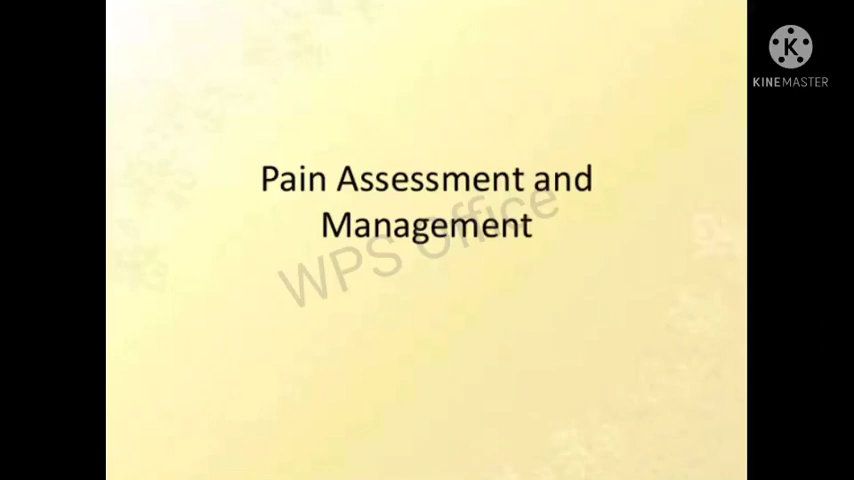 K
KINEMASTER
Pain Assessment and
Management
WPS Office